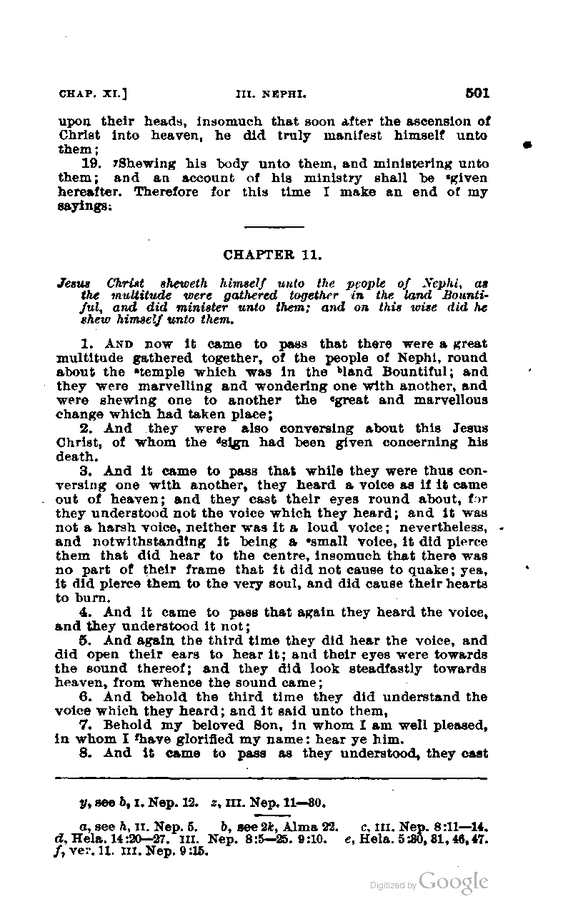 CHAP. XI.] III. NEPHI. 501
upon their heads, insomuch that soon after the ascension of
Christ into heaven, he did truly manifest himself unto
them;
19. ʸShewing his body unto them, and ministering unto
them; and an account of his ministry shall be ᶻgiven
hereafter. Therefore for this time I make an end of my
sayings.
CHAPTER 11.
Jesus Christ sheweth himself unto the people of Nephi, as
the multitude were gathered together in the land Bounti-
ful, and did minister unto them; and on this wise did he
shew himself unto them.
1. AND now it came to pass that there were a great
multitude gathered together, of the people of Nephi, round
about the ᵃtemple which was in the ᵇland Bountiful; and
they were marvelling and wondering one with another, and
were shewing one to another the ᶜgreat and marvellous
change which had taken place;
2. And they were also conversing about this Jesus
Christ, of whom the ᵈsign had been given concerning his
death.
3. And it came to pass that while they were thus con-
versing one with another, they heard a voice as if it came
out of heaven; and they cast their eyes round about, for
they understood not the voice which they heard; and it was
not a harsh voice, neither was it a loud voice; nevertheless,
and notwithstanding it being a ᵉsmall voice, it did pierce
them that did hear to the centre, insomuch that there was
no part of their frame that it did not cause to quake; yea,
it did pierce them to the very soul, and did cause their hearts
to burn.
4. And it came to pass that again they heard the voice,
and they understood it not;
5. And again the third time they did hear the voice, and
did open their ears to hear it; and their eyes were towards
the sound thereof; and they did look steadfastly towards
heaven, from whence the sound came;
6. And behold the third time they did understand the
voice which they heard; and it said unto them,
7. Behold my beloved Son, in whom I am well pleased,
in whom I ᶠhave glorified my name: hear ye him.
8. And it came to pass as they understood, they cast
y, see b, I. Nep. 12. z, III. Nep. 11—30.
a, see h, II. Nep. 5. b, see 2k, Alma 22. c, III. Nep. 8:11—14.
d, Hela. 14:20—27. III. Nep. 8:5—25. 9:10. e, Hela. 5:30, 31, 46, 47.
f, ver. 11. III. Nep. 9:15.
Digitized by Google